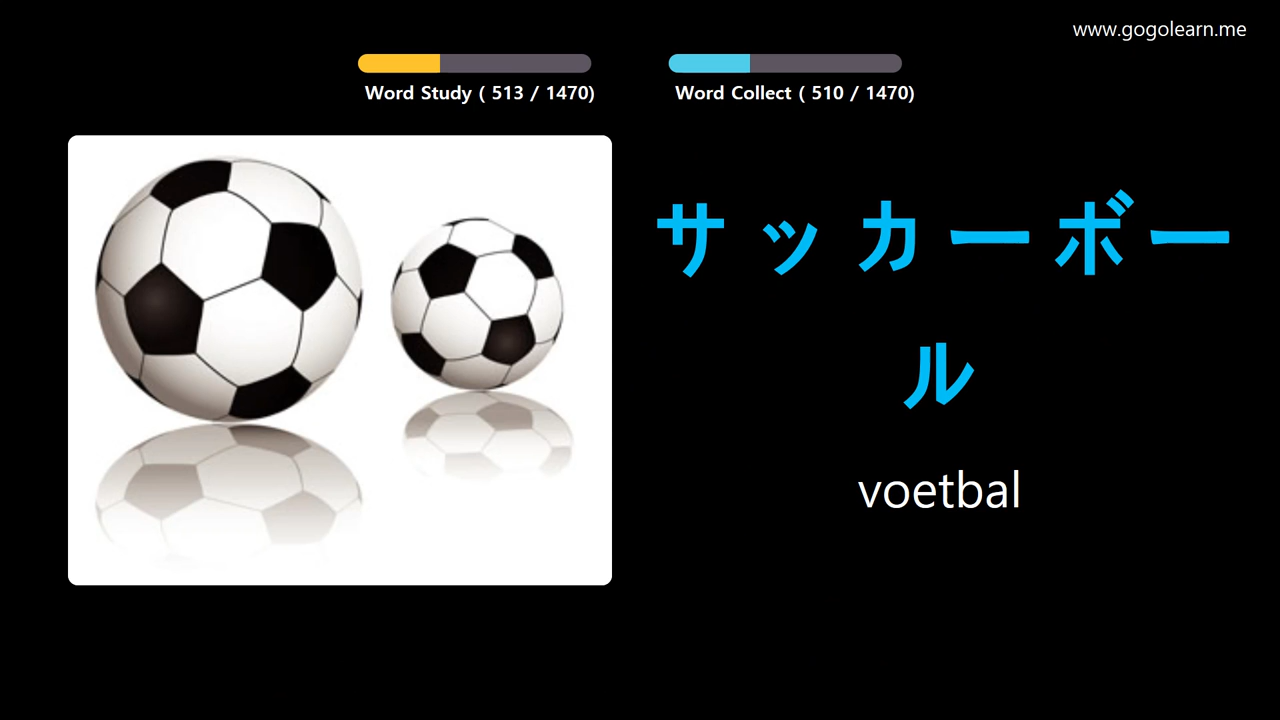 www.gogolearn.me
Word Study ( 513 / 1470)
Word Collect ( 510 / 1470)
サッカーボー
ル
voetbal